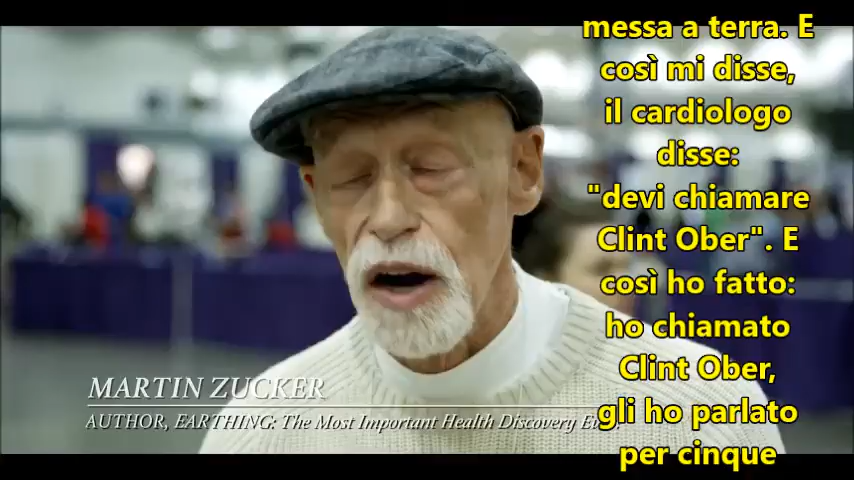 messa a terra. E
così mi disse,
il cardiologo
disse:
"devi chiamare
Clint Ober". E
così ho fatto:
ho chiamato
Clint Ober,
gli ho parlato
per cinque
MARTIN ZUCKER
AUTHOR, EARTHING: The Most Important Health Discovery